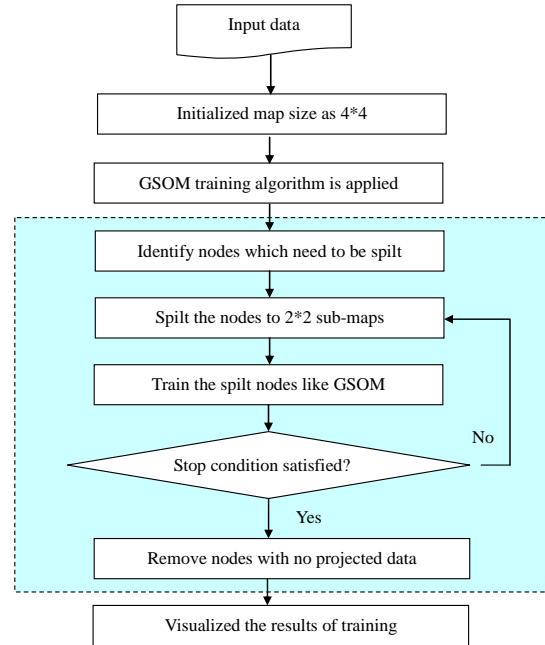 Input data
Initialized map size as 4*4
GSOM training algorithm is applied
Identify nodes which need to be spilt
Spilt the nodes to 2*2 sub-maps
Train the spilt nodes like GSOM
No
Stop condition satisfied?
Yes
Remove nodes with no projected data
Visualized the results of training